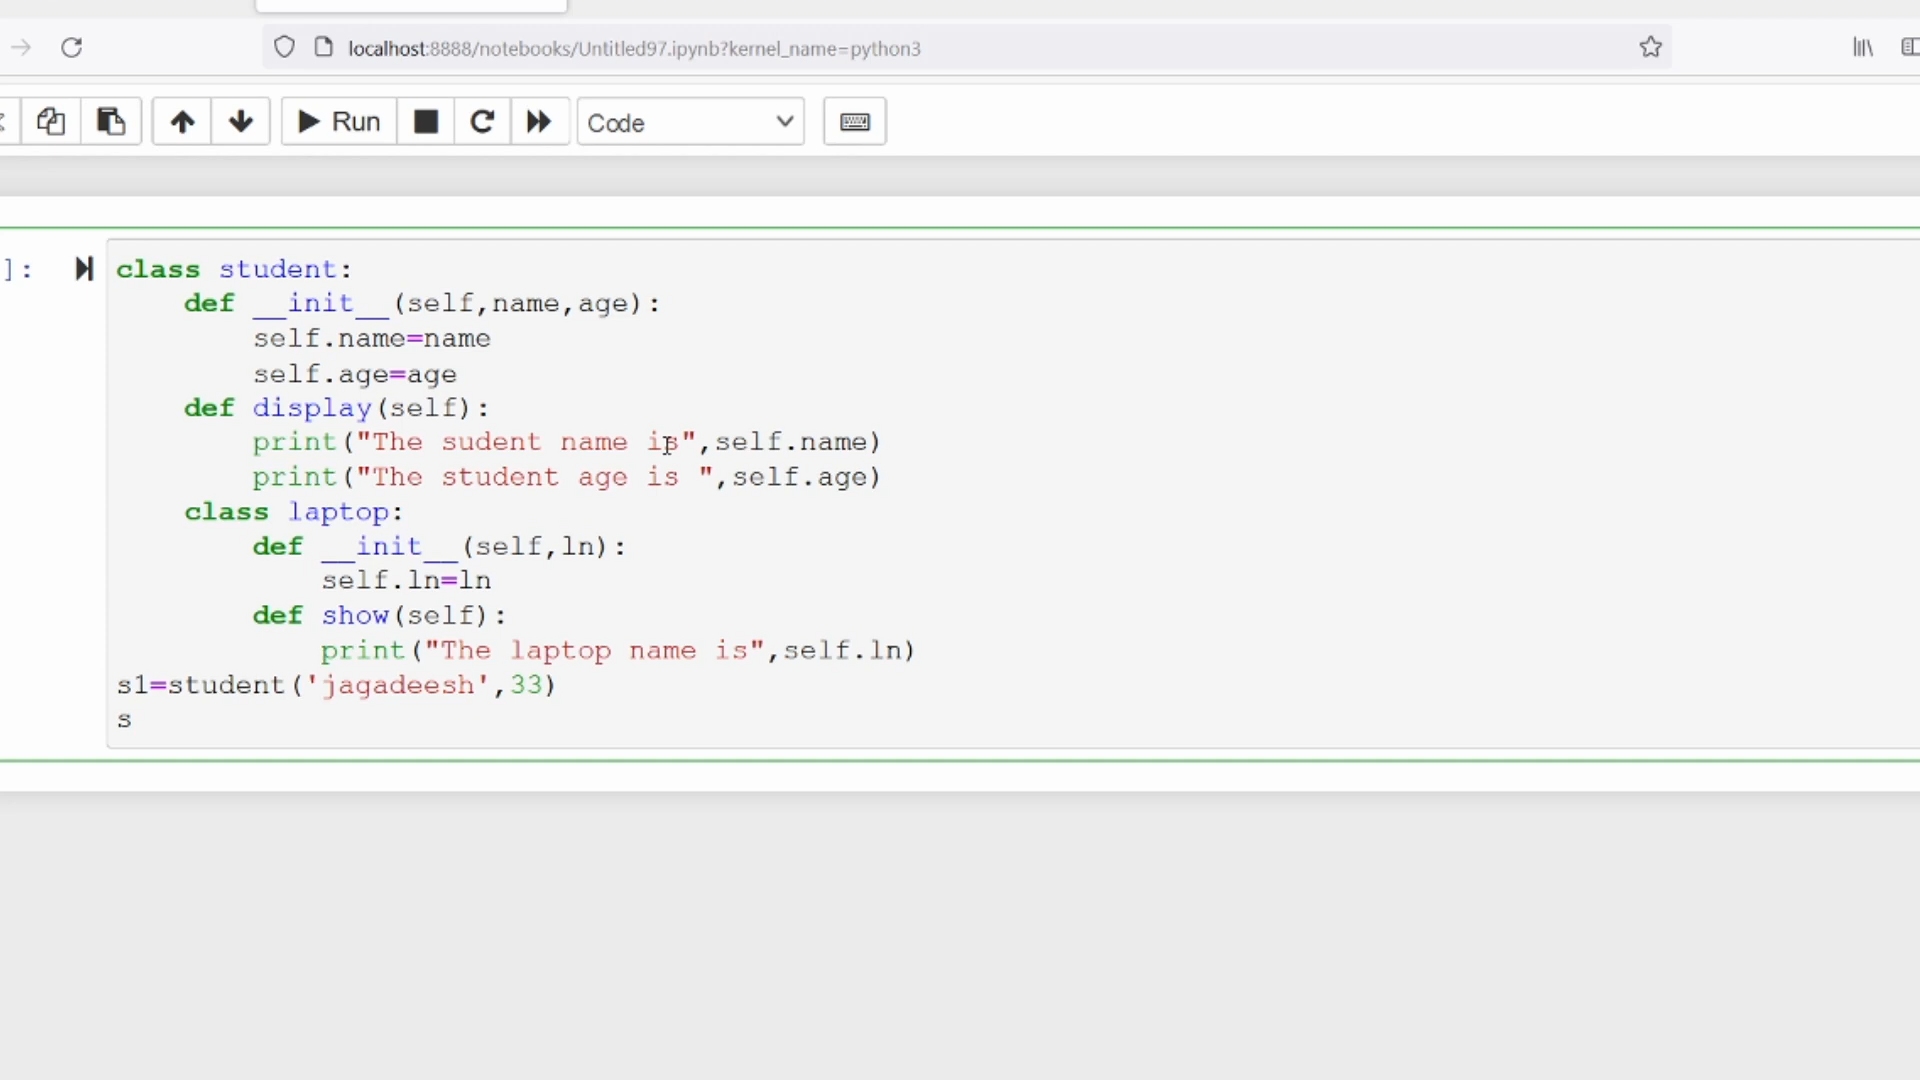 localhost:8888/notebooks/Untitled97.ipynb?kernel_name=python3
Run
Code
]:
class student:
    def __init__(self,name,age):
        self.name=name
        self.age=age
    def display(self):
        print("The sudent name is",self.name)
        print("The student age is ",self.age)
    class laptop:
        def __init__(self,ln):
            self.ln=ln
        def show(self):
            print("The laptop name is",self.ln)
s1=student('jagadeesh',33)
s